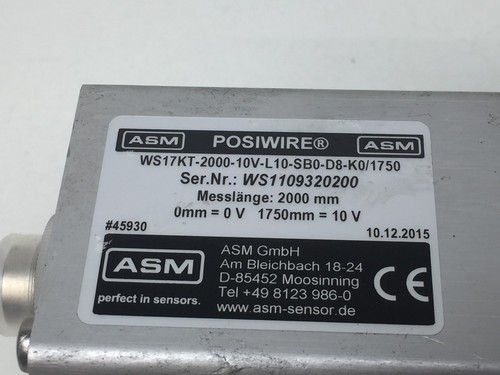 ASM POSIWIRE® ASM
WS17KT-2000-10V-L10-SB0-D8-K0/1750
Ser.Nr.: WS1109320200
Messlänge: 2000 mm
0mm = 0 V 1750mm = 10 V
#45930 10.12.2015
ASM
perfect in sensors.
ASM GmbH
Am Bleichbach 18-24
D-85452 Moosinning
Tel +49 8123 986-0
www.asm-sensor.de
CE